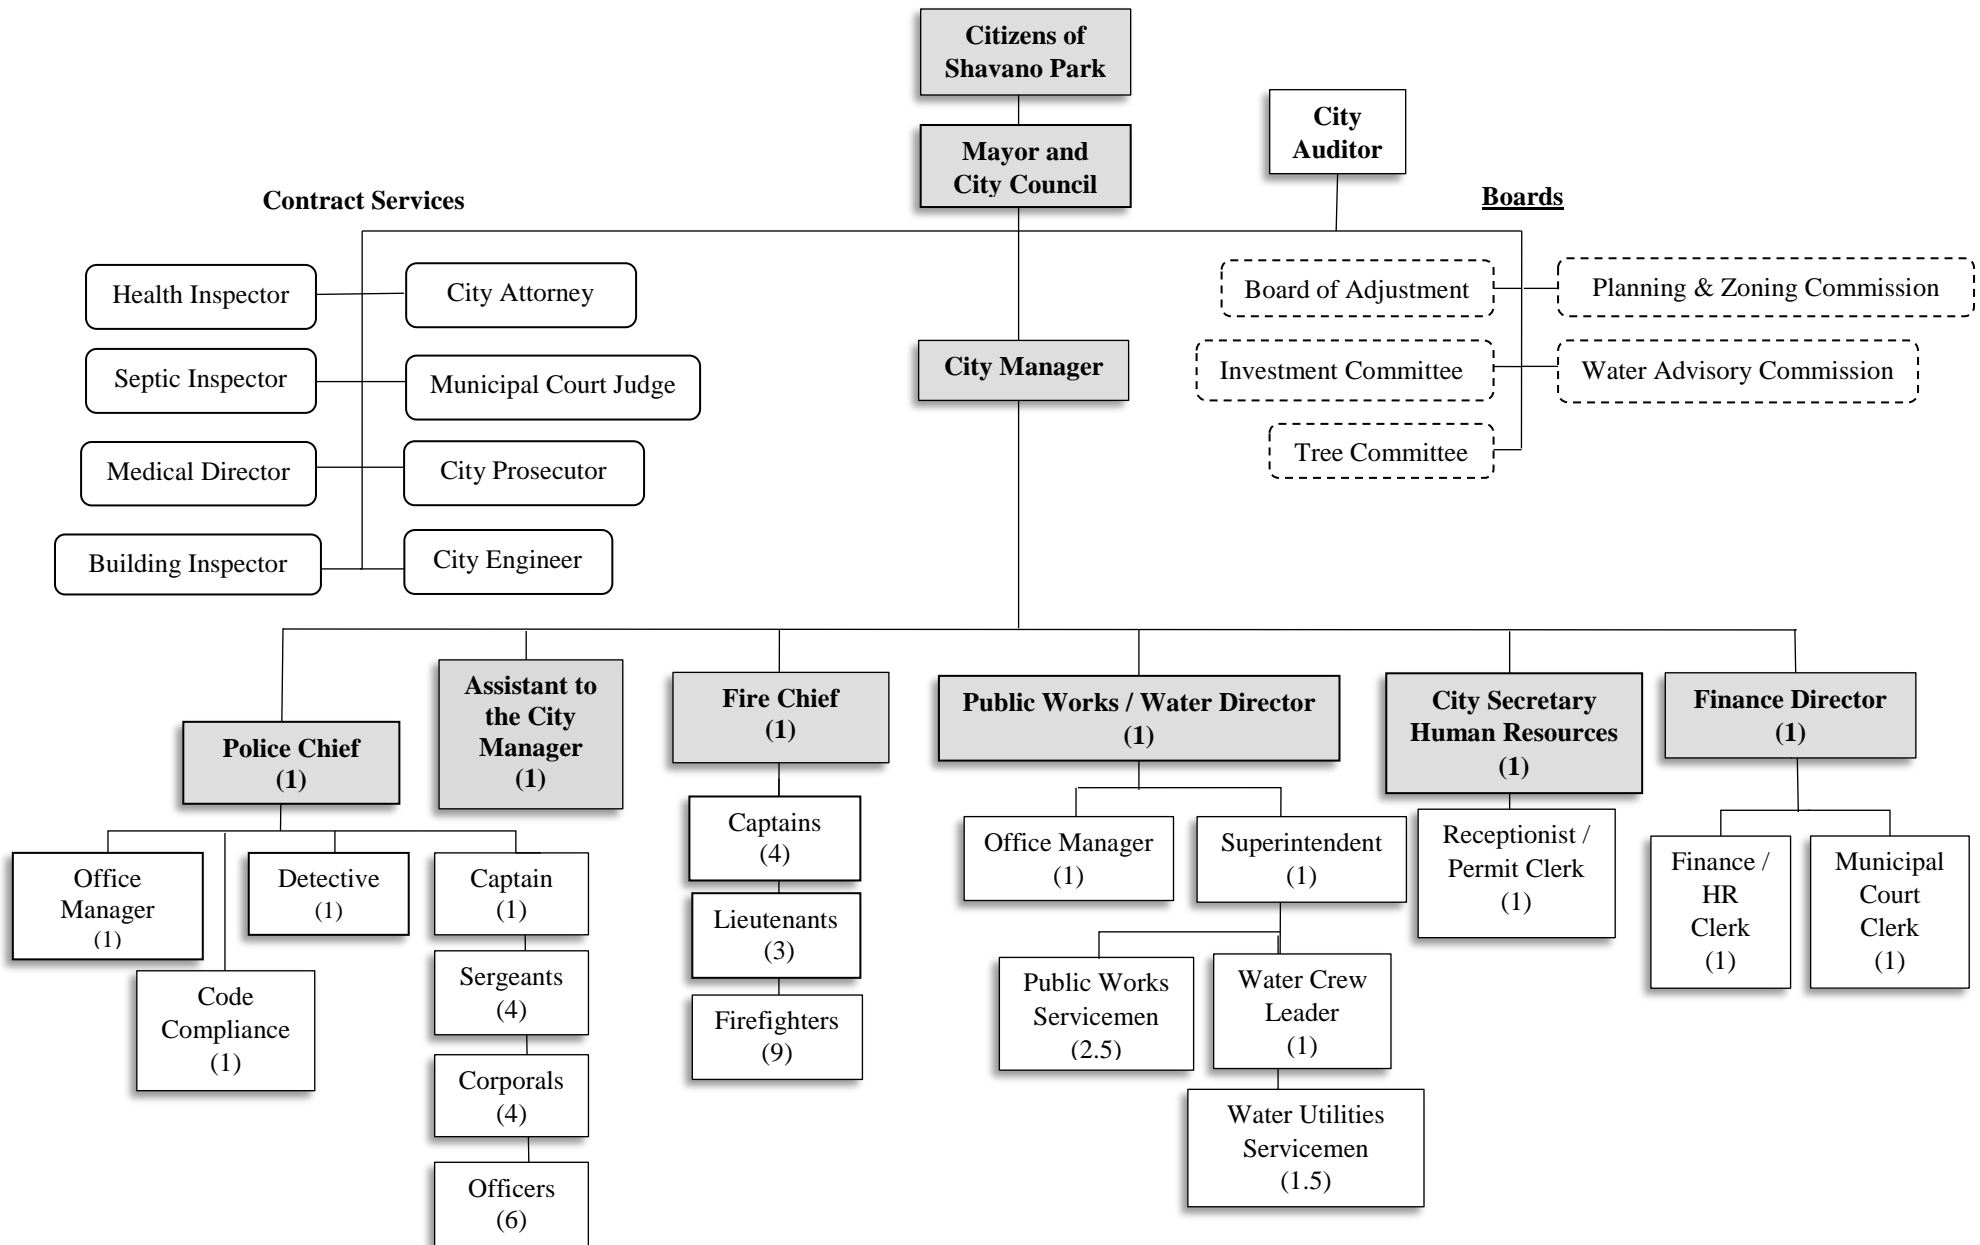 Citizens of
Shavano Park
Mayor and
City Council
City
Auditor
Contract Services
Boards
Health Inspector
City Attorney
Septic Inspector
Municipal Court Judge
Medical Director
City Prosecutor
Building Inspector
City Engineer
City Manager
Board of Adjustment
Planning & Zoning Commission
Investment Committee
Water Advisory Commission
Tree Committee
Police Chief
(1)
Assistant to
the City
Manager
(1)
Fire Chief
(1)
Public Works / Water Director
(1)
City Secretary
Human Resources
(1)
Finance Director
(1)
Office
Manager
(1)
Code
Compliance
(1)
Detective
(1)
Captain
(1)
Sergeants
(4)
Corporals
(4)
Officers
(6)
Captains
(4)
Lieutenants
(3)
Firefighters
(9)
Office Manager
(1)
Superintendent
(1)
Public Works
Servicemen
(2.5)
Water Crew
Leader
(1)
Water Utilities
Servicemen
(1.5)
Receptionist /
Permit Clerk
(1)
Finance /
HR
Clerk
(1)
Municipal
Court
Clerk
(1)